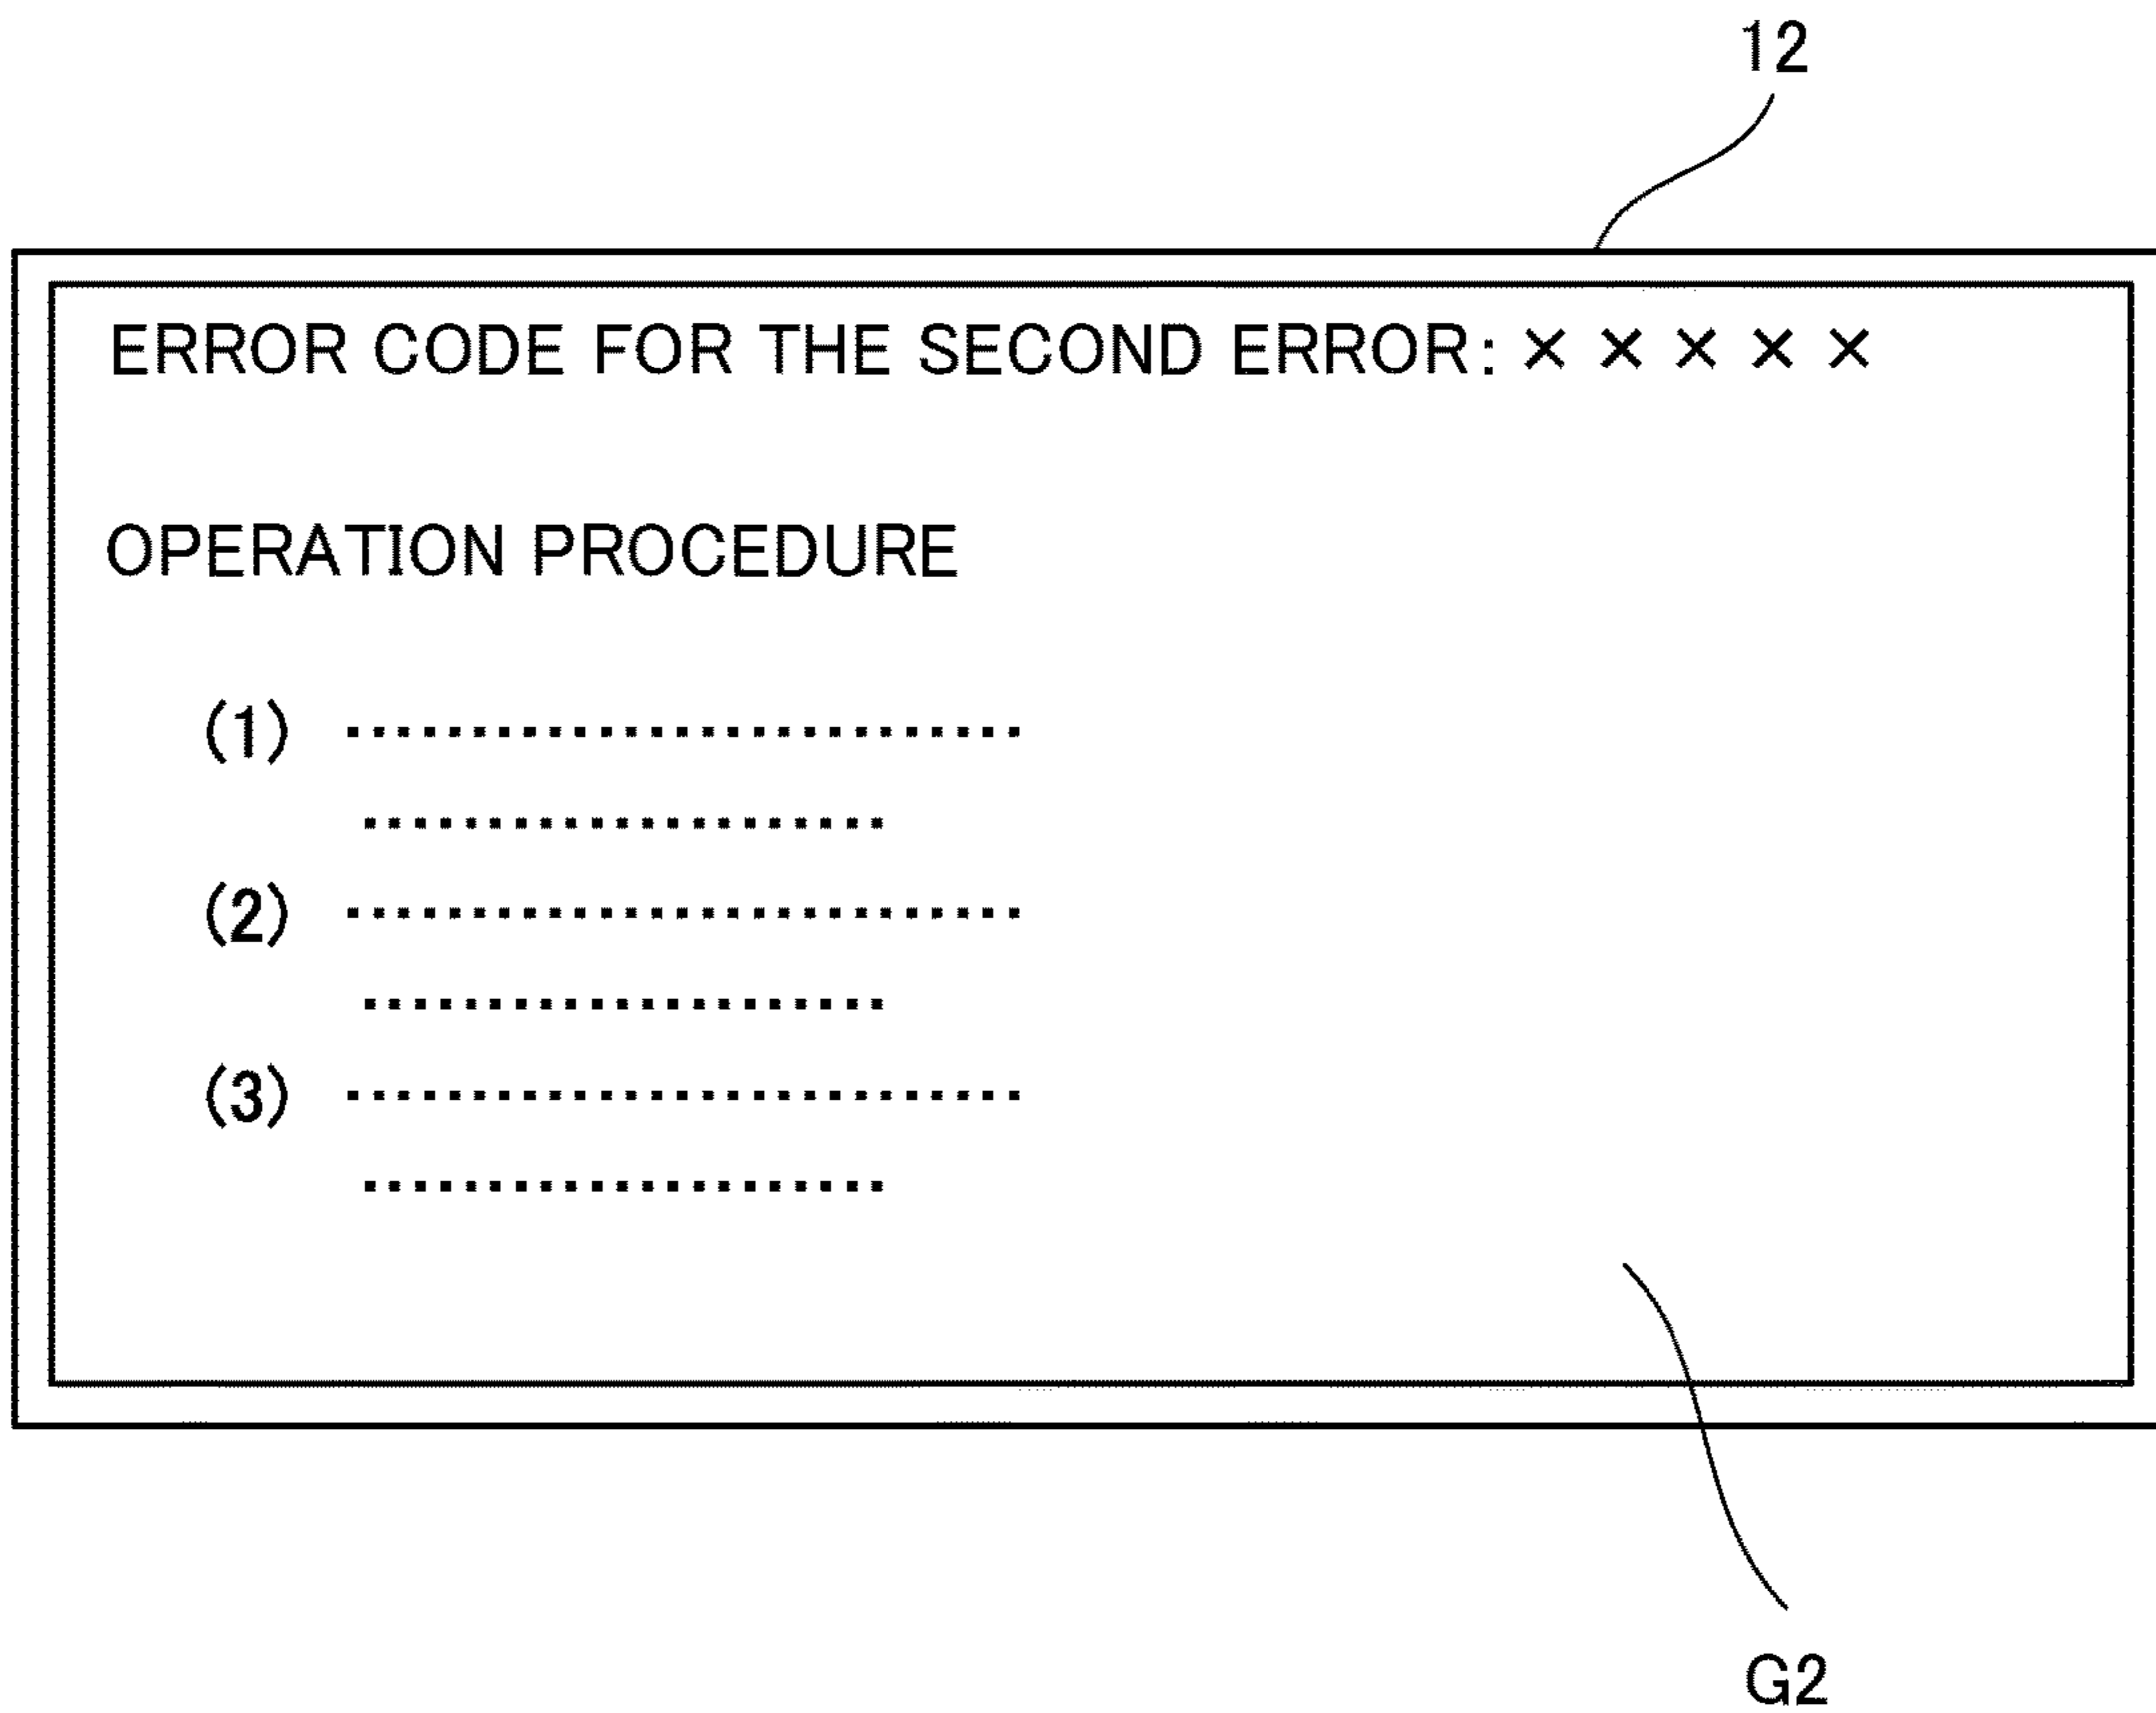 12
ERROR CODE FOR THE SECOND ERROR: × × × × ×
OPERATION PROCEDURE
(1) ...........................
.....................
(2) ...........................
.....................
(3) ...........................
.....................
G2